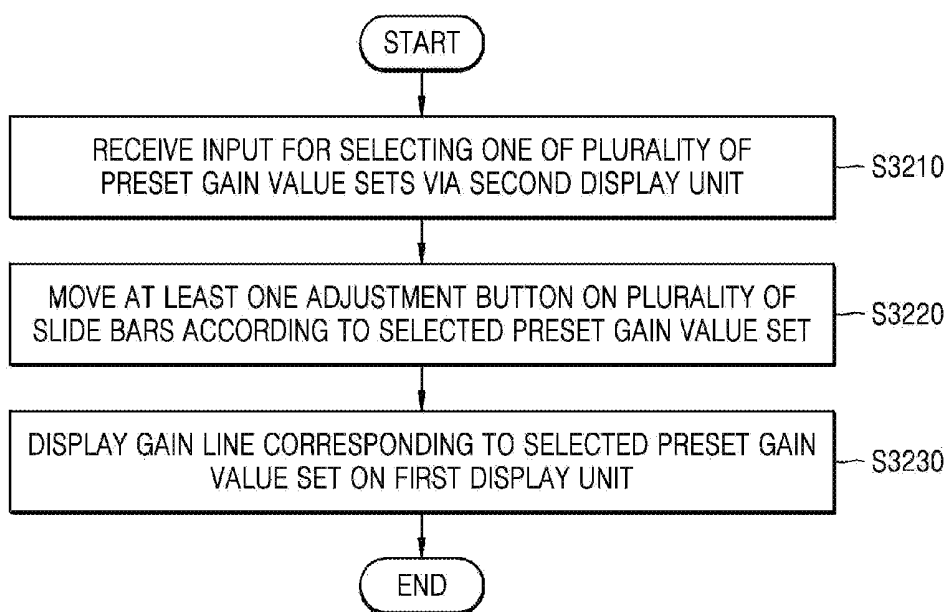 START
RECEIVE INPUT FOR SELECTING ONE OF PLURALITY OF
PRESET GAIN VALUE SETS VIA SECOND DISPLAY UNIT
S3210
MOVE AT LEAST ONE ADJUSTMENT BUTTON ON PLURALITY OF
SLIDE BARS ACCORDING TO SELECTED PRESET GAIN VALUE SET
S3220
DISPLAY GAIN LINE CORRESPONDING TO SELECTED PRESET GAIN
VALUE SET ON FIRST DISPLAY UNIT
S3230
END